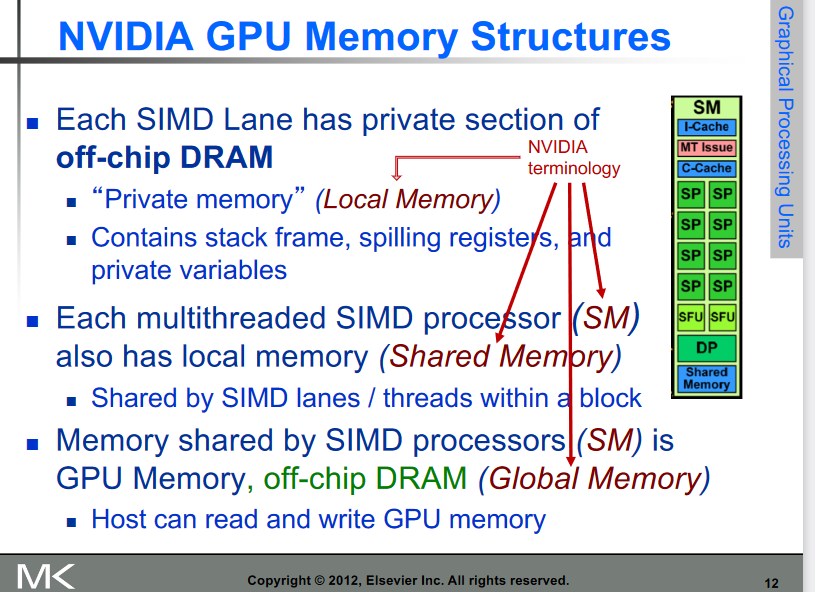 NVIDIA GPU Memory Structures
Graphical Processing Units
Each SIMD Lane has private section of
off-chip DRAM
NVIDIA
terminology
“Private memory” (Local Memory)
Contains stack frame, spilling registers, and
private variables
Each multithreaded SIMD processor (SM)
also has local memory (Shared Memory)
Shared by SIMD lanes / threads within a block
Memory shared by SIMD processors (SM) is
GPU Memory, off-chip DRAM (Global Memory)
Host can read and write GPU memory
SM
I-Cache
MT Issue
C-Cache
SP SP
SP SP
SP SP
SP SP
SFU SFU
DP
Shared
Memory
MK
Copyright © 2012, Elsevier Inc. All rights reserved.
12